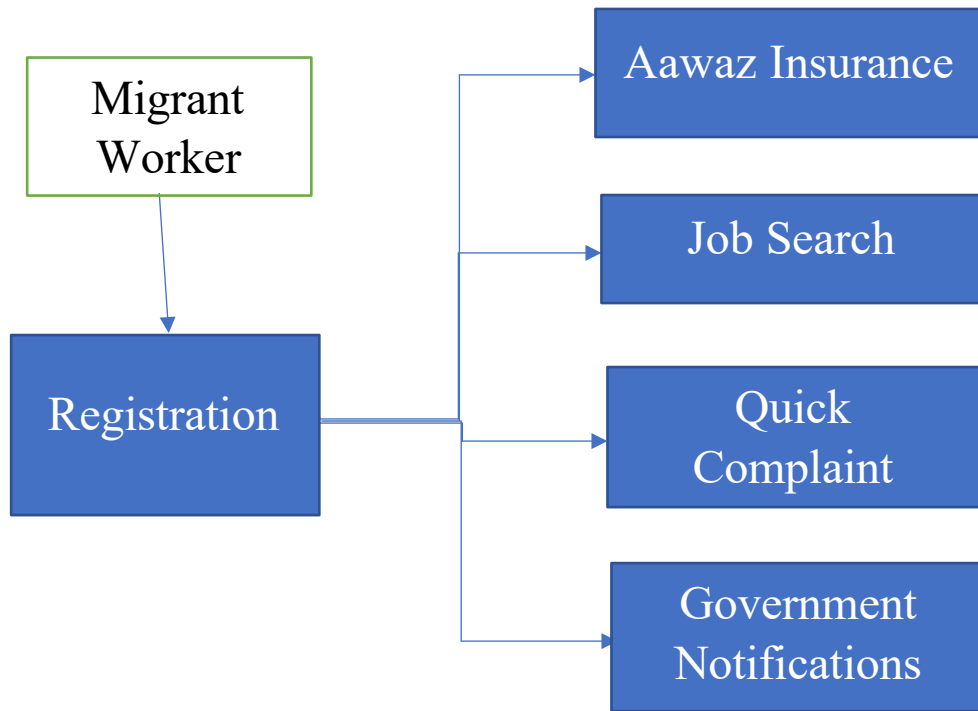 Migrant
Worker
Registration
Aawaz Insurance
Job Search
Quick
Complaint
Government
Notifications